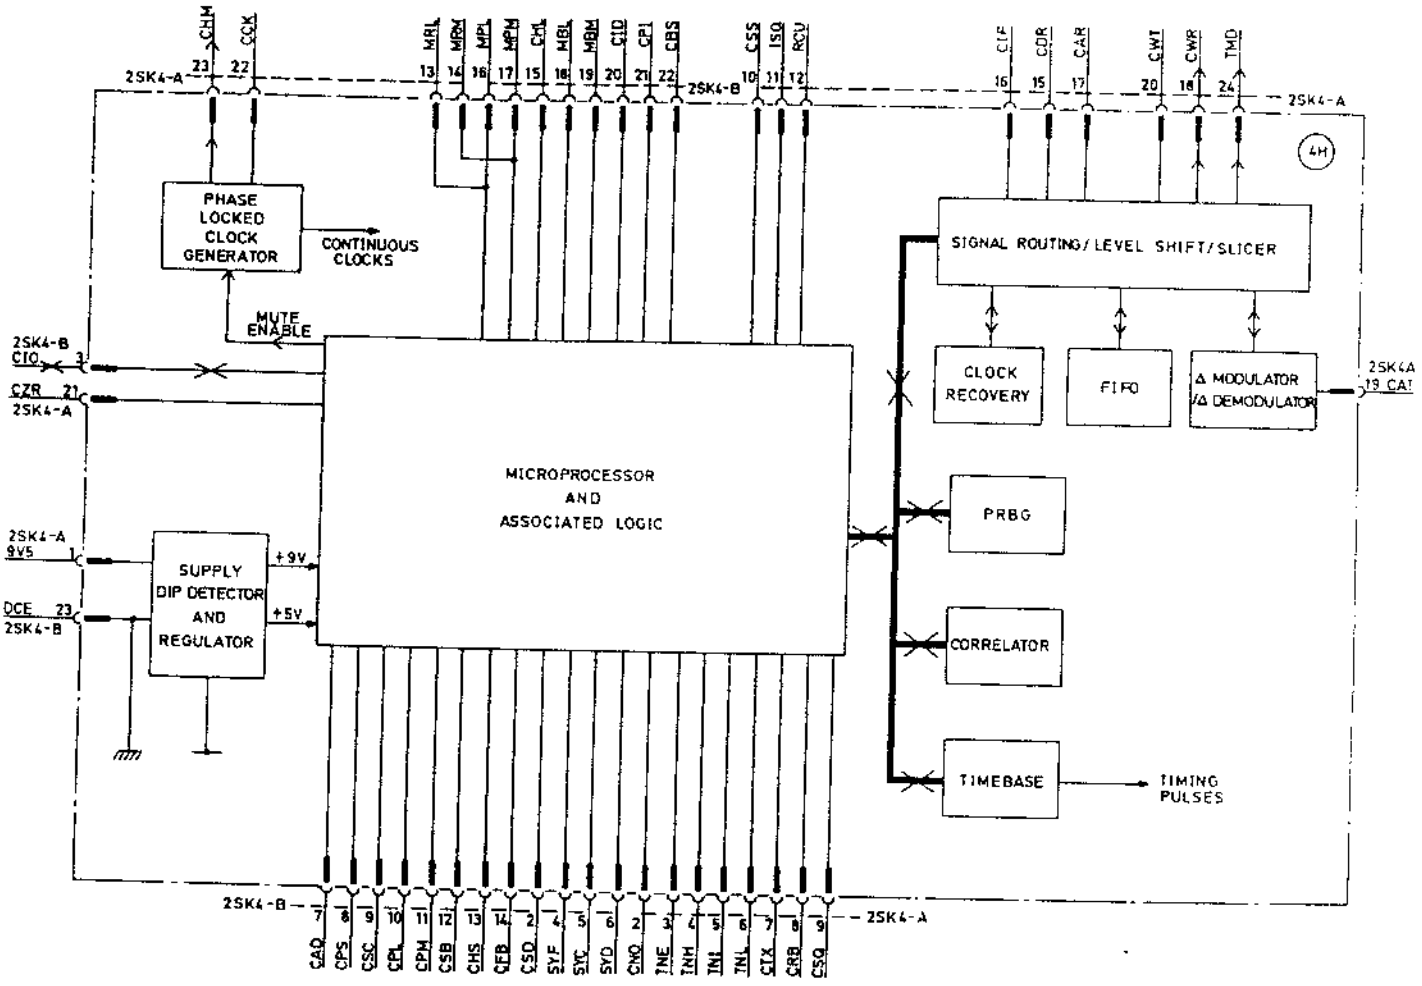 CHM CCK MRL MRM MPL MPM CHL MBL MBM CID CPI CBS CSS ISQ RCU CIF CDR CAR CWT CWR TMD
23 22 13 14 16 17 15 18 19 20 21 22 10 11 12 16 15 17 20 18 24
2SK4-A 2SK4-B 2SK4-A
4H
PHASE
LOCKED
CLOCK
GENERATOR
CONTINUOUS
CLOCKS
MUTE
ENABLE
SIGNAL ROUTING/LEVEL SHIFT/SLICER
2SK4-B
CIO 3
CZR 21
2SK4-A
CLOCK
RECOVERY
FIFO
Δ MODULATOR
/Δ DEMODULATOR
2SK4A
19 CAI
MICROPROCESSOR
AND
ASSOCIATED LOGIC
PRBG
2SK4-A
9V5 1
DCE 23
2SK4-B
SUPPLY
DIP DETECTOR
AND
REGULATOR
+9V
+5V
CORRELATOR
TIMEBASE
TIMING
PULSES
2SK4-B 2SK4-A
7 8 9 10 11 12 13 14 2 4 5 6 2 3 4 5 6 7 8 9
CAD CPS CSC CPL CPM CSB CHS CFB CSD SYF SYC SYD CNO TNE TNH TNI TNL CTX CRB CSQ